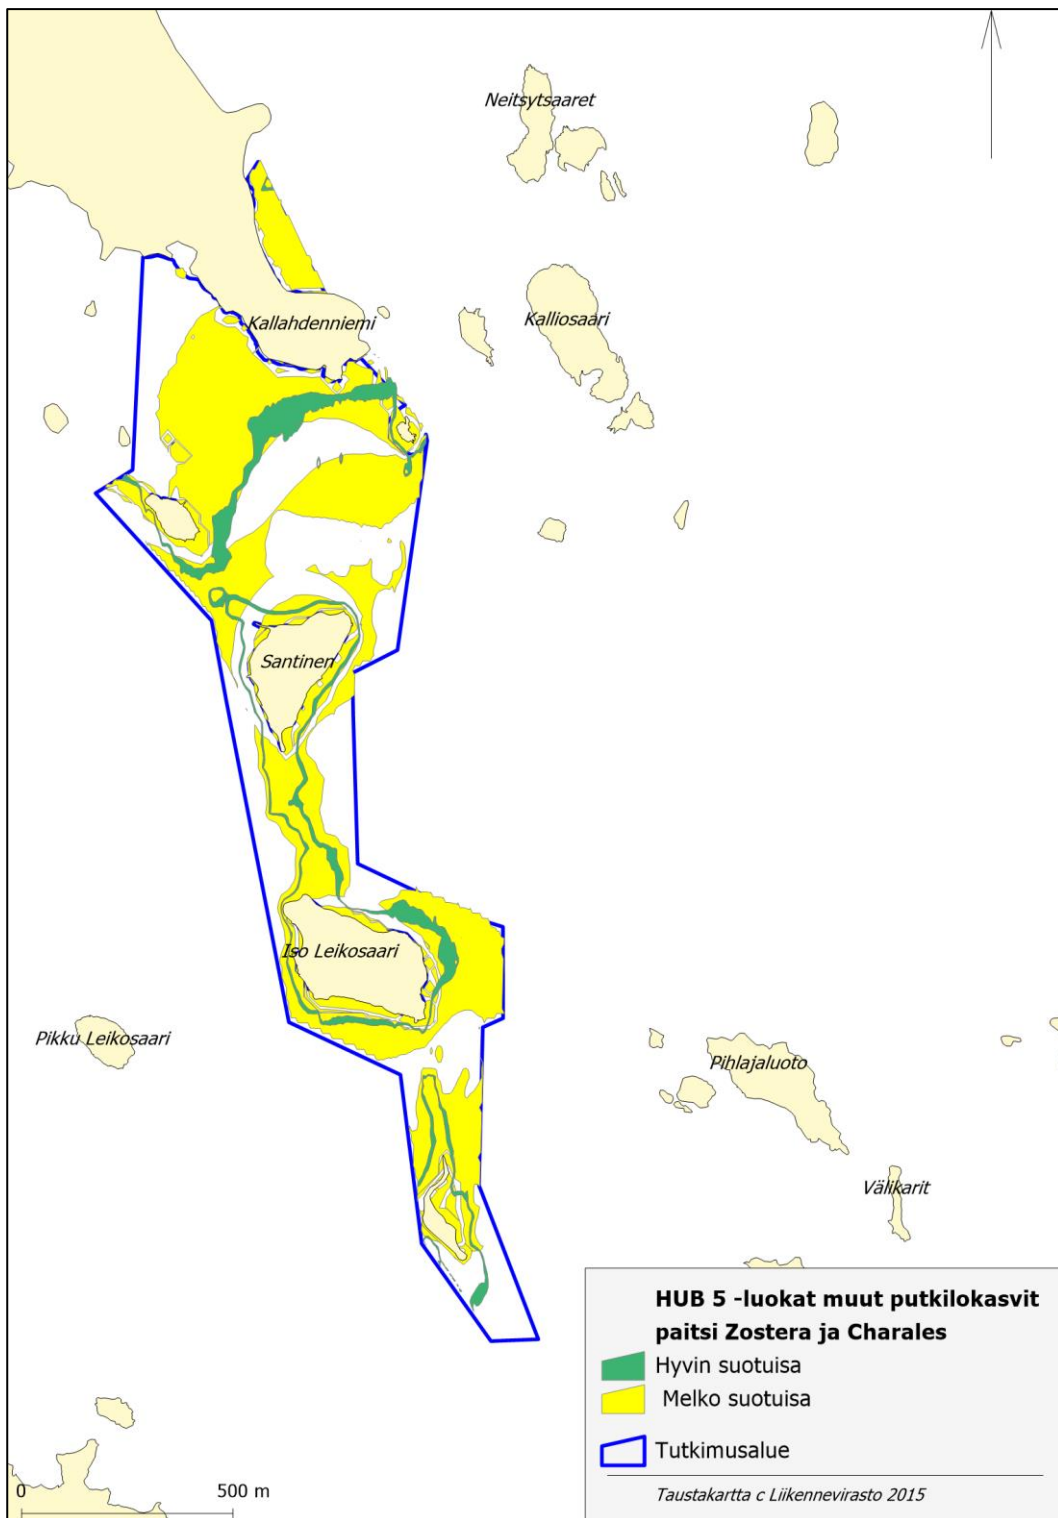 Neitsytsaaret
Kallahdenniemi
Kalliosaari
Santinen
Iso Leikosaari
Pikku Leikosaari
Pihlajaluoto
Välikarit
HUB 5 -luokat muut putkilokasvit
paitsi Zostera ja Charales
Hyvin suotuisa
Melko suotuisa
Tutkimusalue
Taustakartta c Liikennevirasto 2015
0 500 m